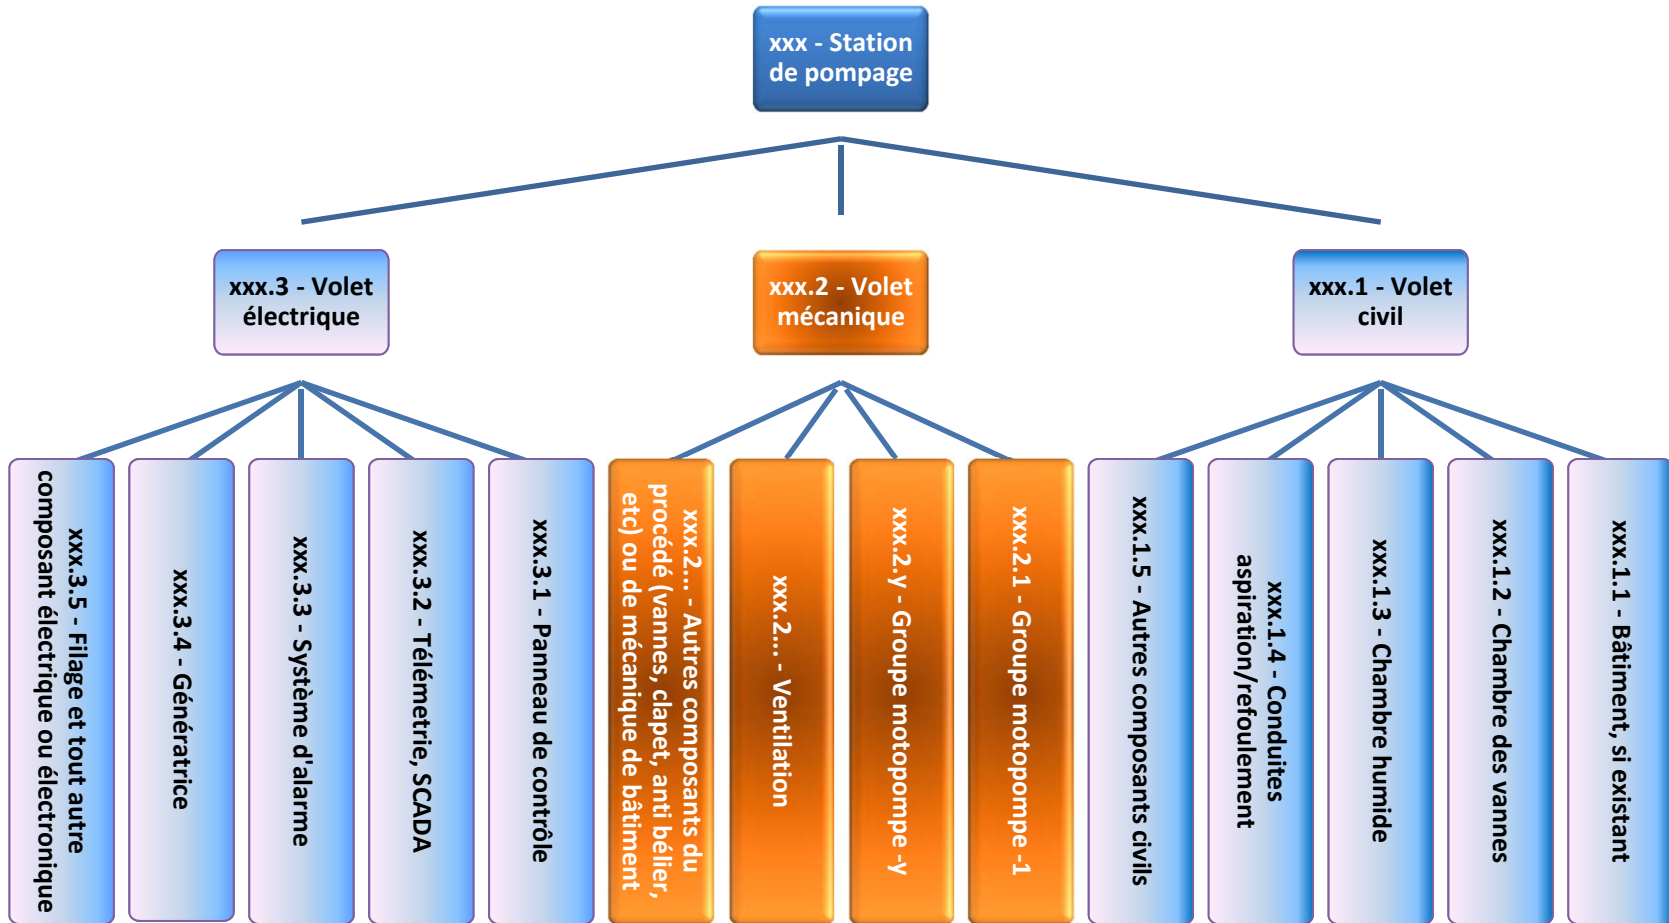 xxx - Station
de pompage
xxx.3 - Volet
électrique
xxx.2 - Volet
mécanique
xxx.1 - Volet
civil
xxx.3.5 - Filage et tout autre
composant électrique ou électronique
xxx.3.4 - Génératrice
xxx.3.3 - Système d'alarme
xxx.3.2 - Télémétrie, SCADA
xxx.3.1 - Panneau de contrôle
xxx.2... - Autres composants du
procédé (vannes, clapet, anti bélier,
etc) ou de mécanique de bâtiment
xxx.2... - Ventilation
xxx.2.y - Groupe motopompe -y
xxx.2.1 - Groupe motopompe -1
xxx.1.5 - Autres composants civils
xxx.1.4 - Conduites
aspiration/refoulement
xxx.1.3 - Chambre humide
xxx.1.2 - Chambre des vannes
xxx.1.1 - Bâtiment, si existant